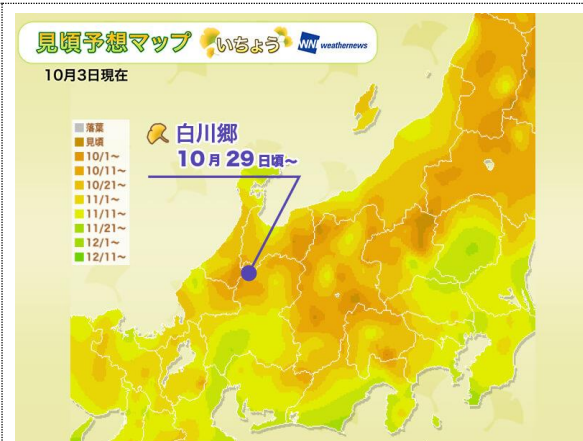 見頃予想マップ いちょう WNI weathernews
10月3日現在
白川郷
10月29日頃~
落葉
見頃
10/1~
10/11~
10/21~
11/1~
11/11~
11/21~
12/1~
12/11~